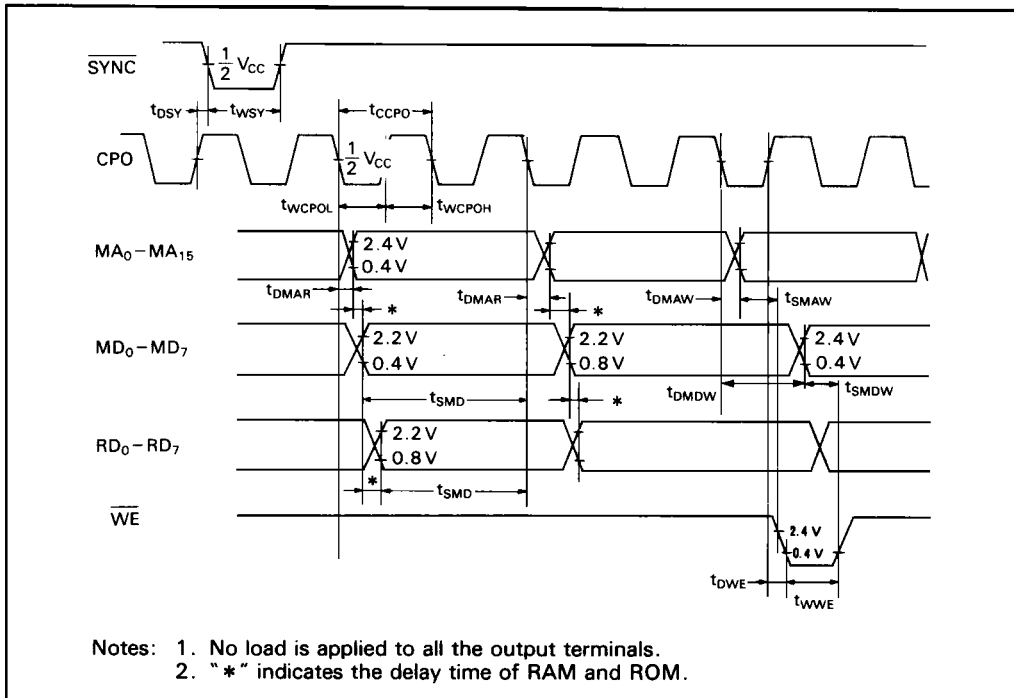 SYNC
1/2 VCC
tDSY tWSY tCCPO
CPO
1/2 VCC
tWCPOL tWCPOH
MA0–MA15
2.4 V
0.4 V
tDMAR tDMAR tDMAW tSMAW
* *
MD0–MD7
2.2 V 2.2 V 2.4 V
0.4 V 0.8 V 0.4 V
tSMD tDMDW tSMDW
*
RD0–RD7
2.2 V
0.8 V
* tSMD
WE
2.4 V
0.4 V
tDWE tWWE
Notes: 1. No load is applied to all the output terminals.
2. "*" indicates the delay time of RAM and ROM.